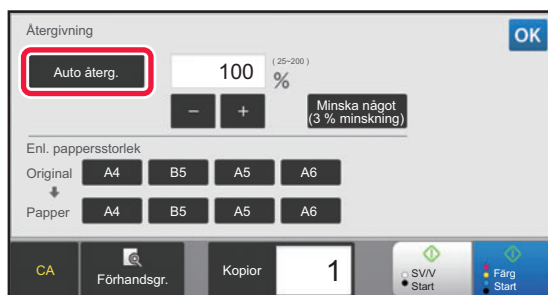 Återgivning
OK
Auto återg.
100
(25~200)
%
−
+
Minska något
(3 % minskning)
Enl. pappersstorlek
Original
A4
B5
A5
A6
Papper
A4
B5
A5
A6
CA
Förhandsgr.
Kopior
1
SV/V
Start
Färg
Start